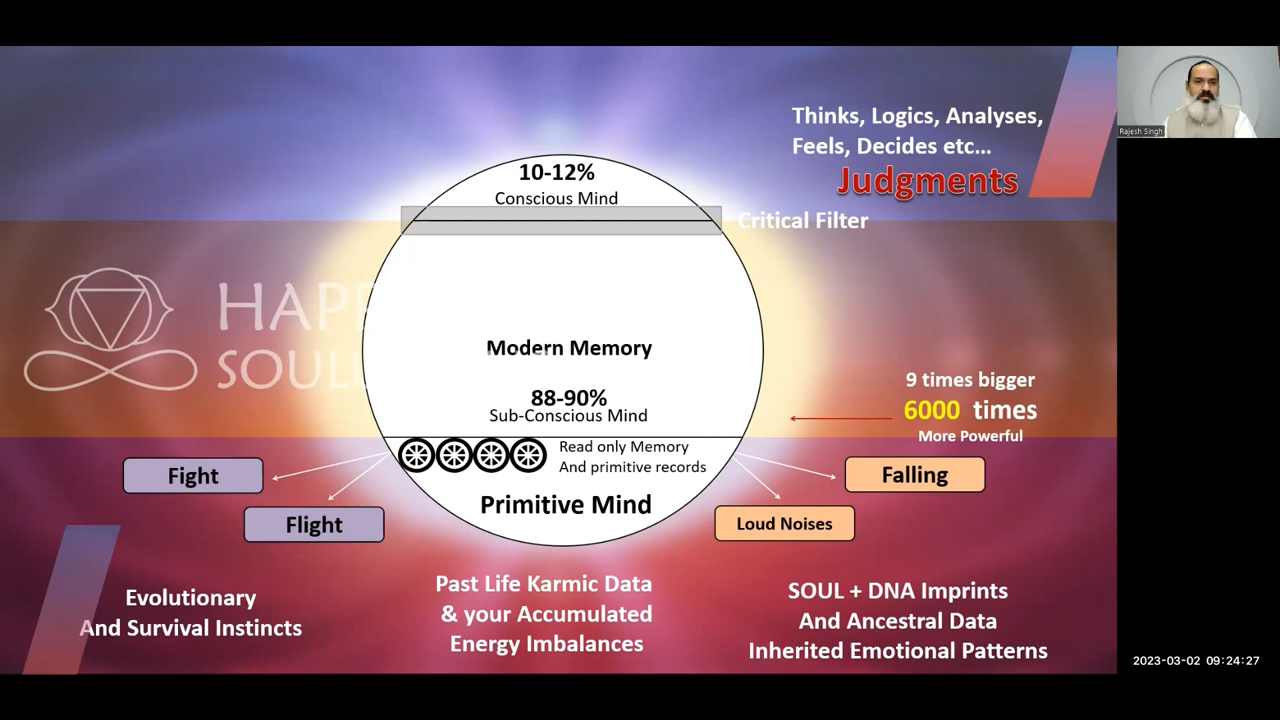 Thinks, Logics, Analyses,
Feels, Decides etc...
Judgments
10-12%
Conscious Mind
Critical Filter
HAPP
SOUL
Modern Memory
88-90%
Sub-Conscious Mind
9 times bigger
6000 times
More Powerful
Read only Memory
And primitive records
Primitive Mind
Fight
Flight
Falling
Loud Noises
Evolutionary
And Survival Instincts
Past Life Karmic Data
& your Accumulated
Energy Imbalances
SOUL + DNA Imprints
And Ancestral Data
Inherited Emotional Patterns
Rajesh Singh
2023-03-02 09:24:27